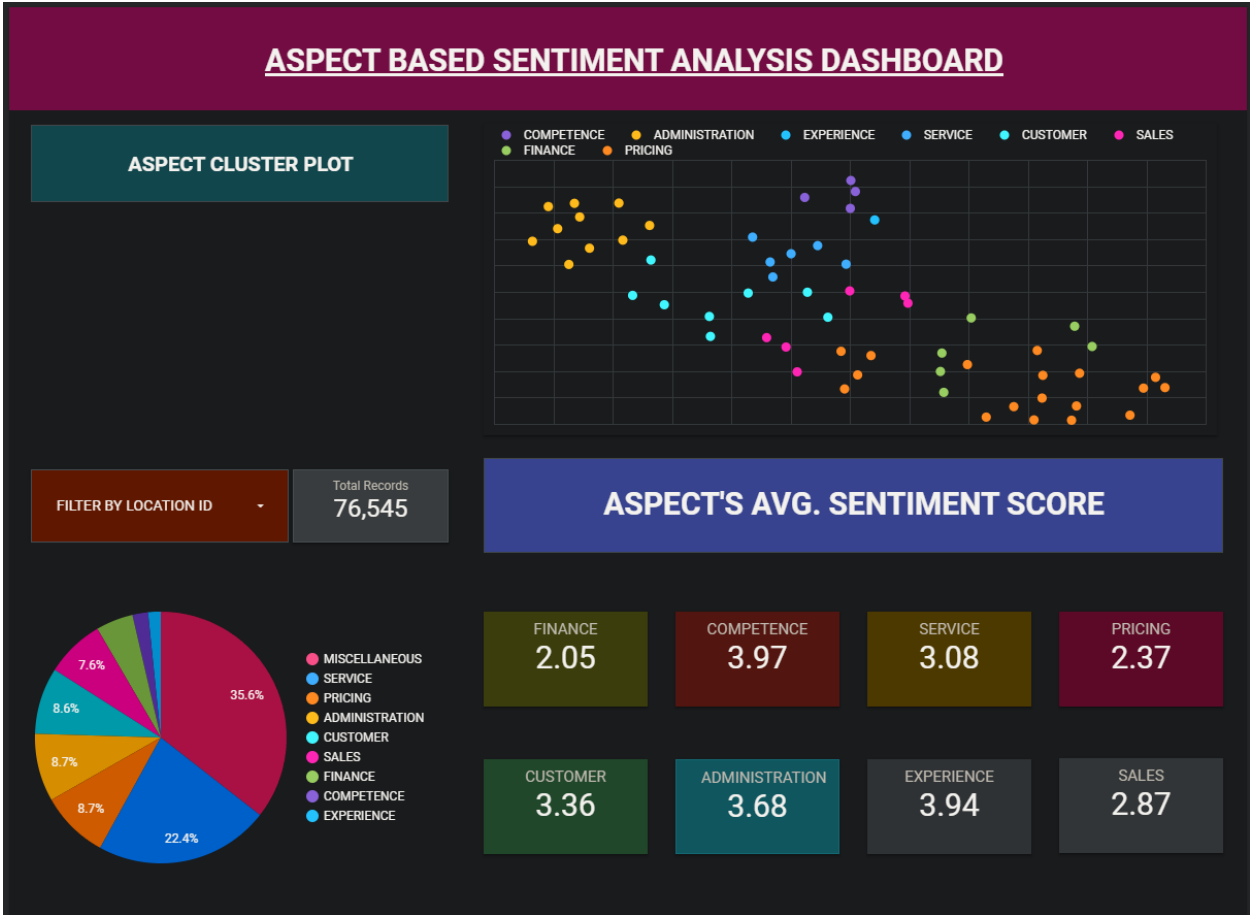 ASPECT BASED SENTIMENT ANALYSIS DASHBOARD
ASPECT CLUSTER PLOT
COMPETENCE ADMINISTRATION EXPERIENCE SERVICE CUSTOMER SALES
FINANCE PRICING
FILTER BY LOCATION ID
Total Records
76,545
ASPECT'S AVG. SENTIMENT SCORE
35.6%
22.4%
8.7%
8.7%
8.6%
7.6%
MISCELLANEOUS
SERVICE
PRICING
ADMINISTRATION
CUSTOMER
SALES
FINANCE
COMPETENCE
EXPERIENCE
FINANCE
2.05
COMPETENCE
3.97
SERVICE
3.08
PRICING
2.37
CUSTOMER
3.36
ADMINISTRATION
3.68
EXPERIENCE
3.94
SALES
2.87